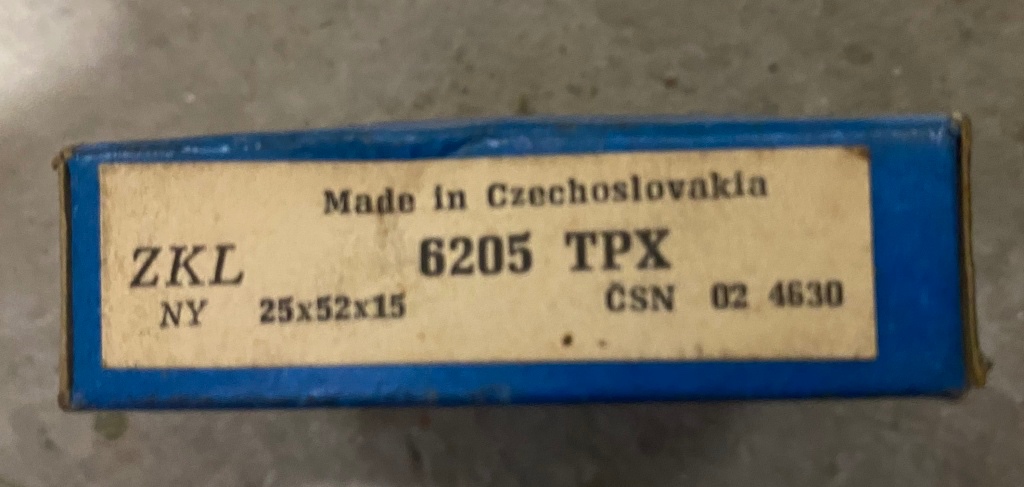 Made in Czechoslovakia
ZKL 6205 TPX
NY 25x52x15 ČSN 02 4630